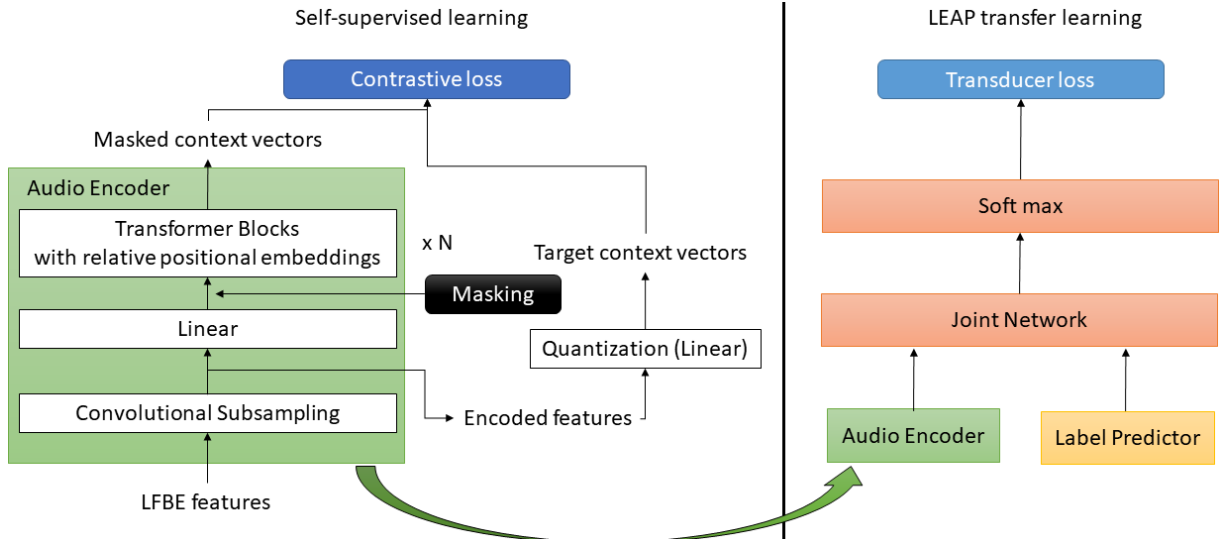 Self-supervised learning
Contrastive loss
Masked context vectors
Audio Encoder
Transformer Blocks
with relative positional embeddings
x N
Masking
Linear
Convolutional Subsampling
LFBE features
Target context vectors
Quantization (Linear)
Encoded features
LEAP transfer learning
Transducer loss
Soft max
Joint Network
Audio Encoder
Label Predictor